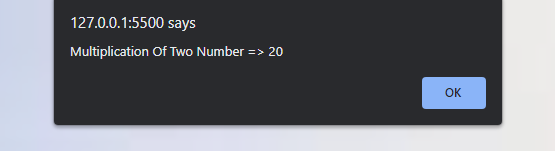 127.0.0.1:5500 says
Multiplication Of Two Number => 20
OK